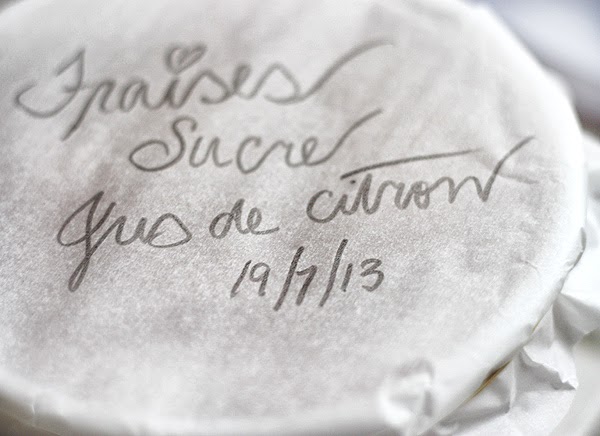 Fraises
Sucre
Jus de citron
19/7/13